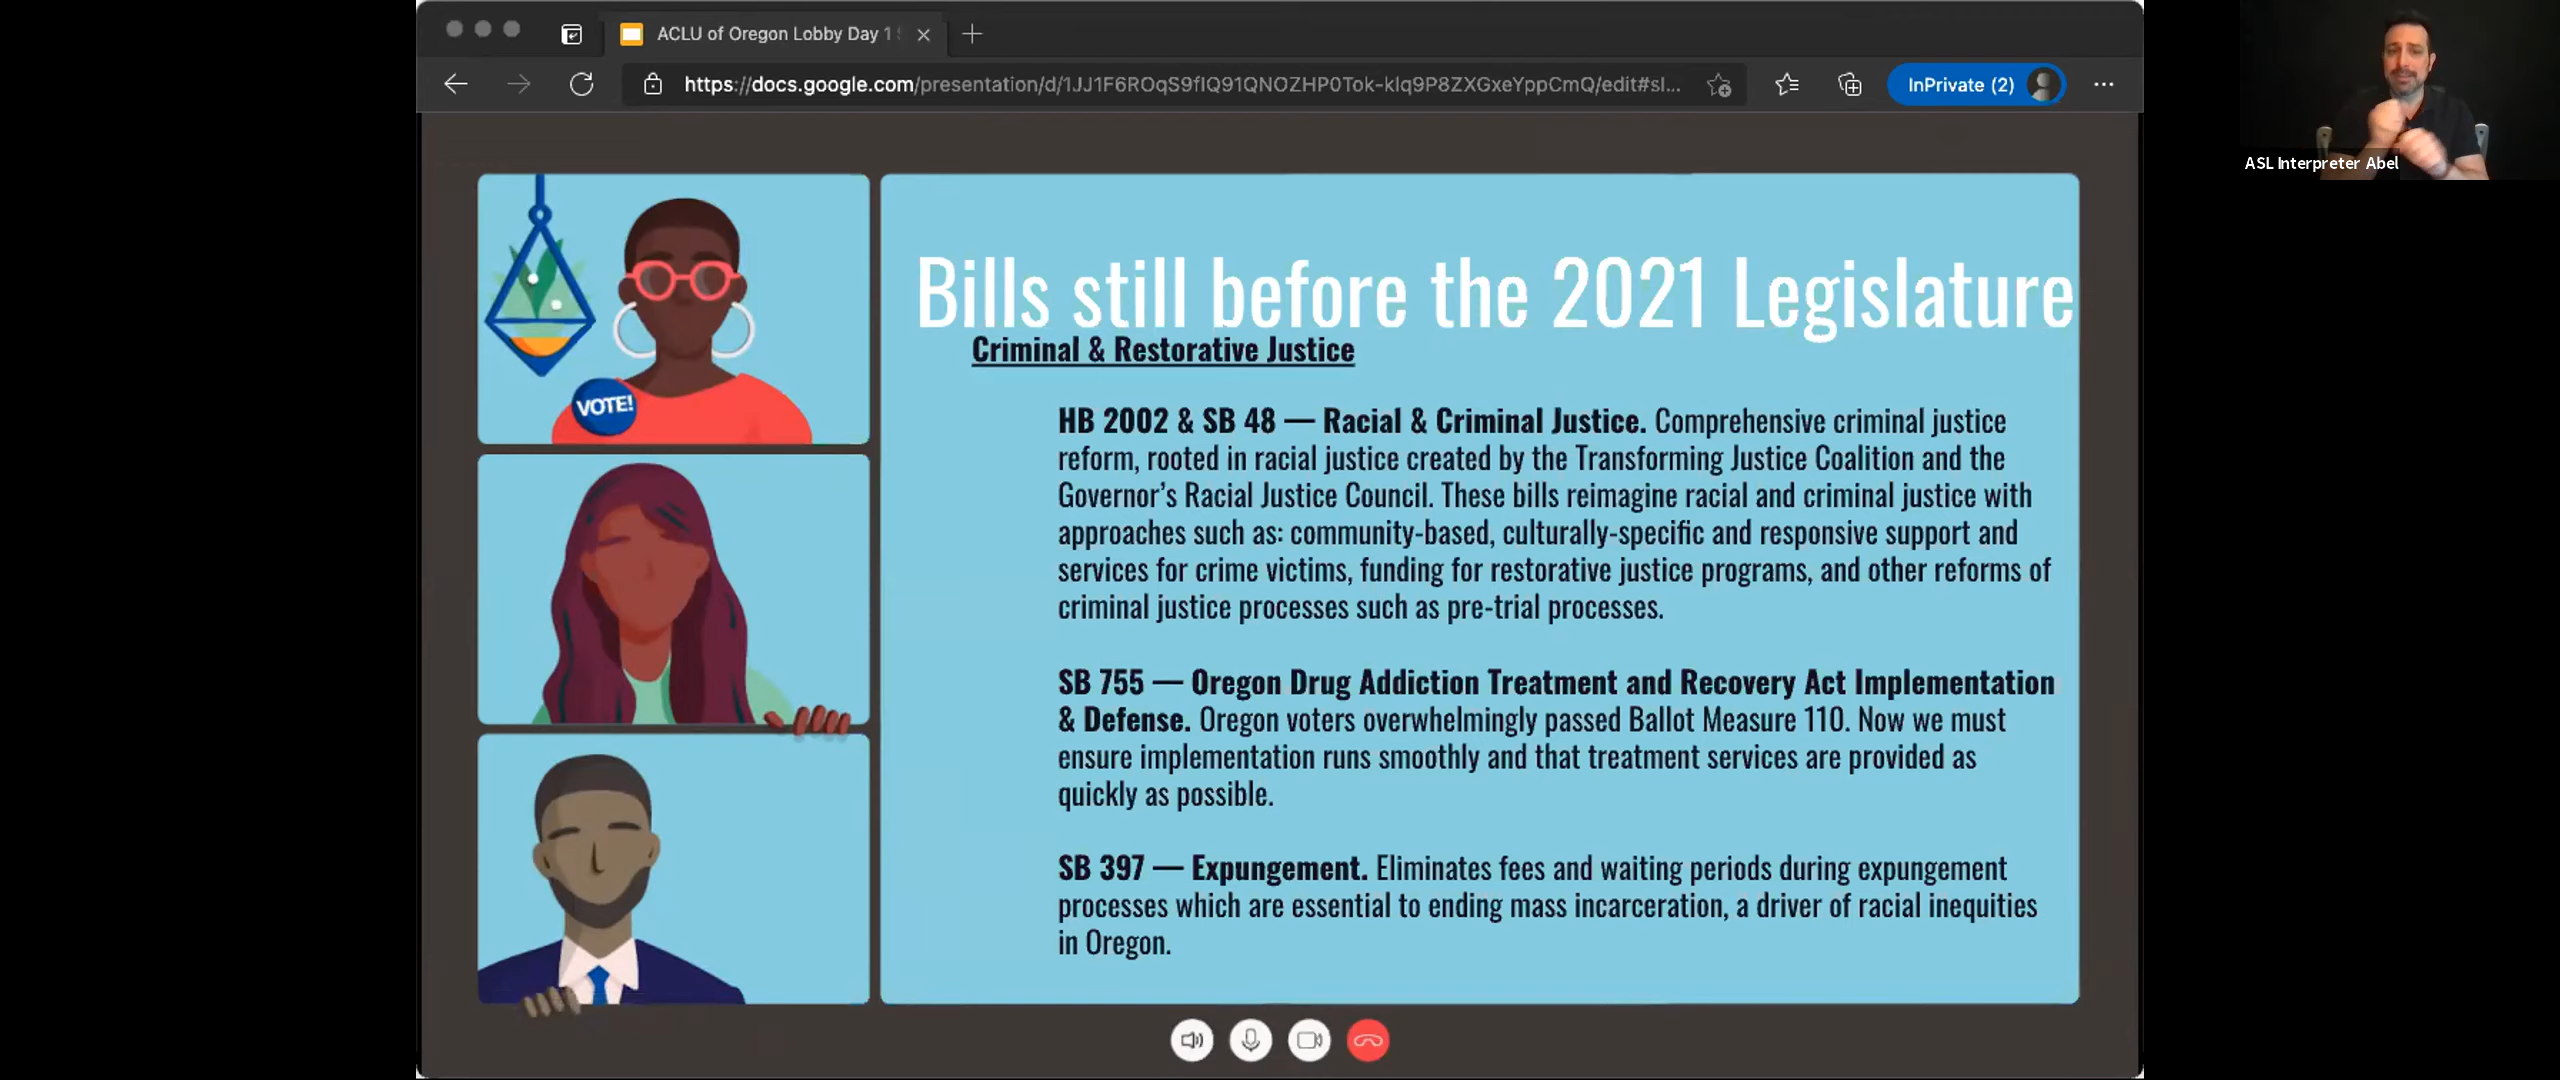 ACLU of Oregon Lobby Day 1
https://docs.google.com/presentation/d/1JJ1F6ROqS9flQ91QNOZHP0Tok-klq9P8ZXGxeYppCmQ/edit#sl...
InPrivate (2)
ASL Interpreter Abel
VOTE!
Bills still before the 2021 Legislature
Criminal & Restorative Justice
HB 2002 & SB 48 — Racial & Criminal Justice. Comprehensive criminal justice
reform, rooted in racial justice created by the Transforming Justice Coalition and the
Governor’s Racial Justice Council. These bills reimagine racial and criminal justice with
approaches such as: community-based, culturally-specific and responsive support and
services for crime victims, funding for restorative justice programs, and other reforms of
criminal justice processes such as pre-trial processes.
SB 755 — Oregon Drug Addiction Treatment and Recovery Act Implementation
& Defense. Oregon voters overwhelmingly passed Ballot Measure 110. Now we must
ensure implementation runs smoothly and that treatment services are provided as
quickly as possible.
SB 397 — Expungement. Eliminates fees and waiting periods during expungement
processes which are essential to ending mass incarceration, a driver of racial inequities
in Oregon.